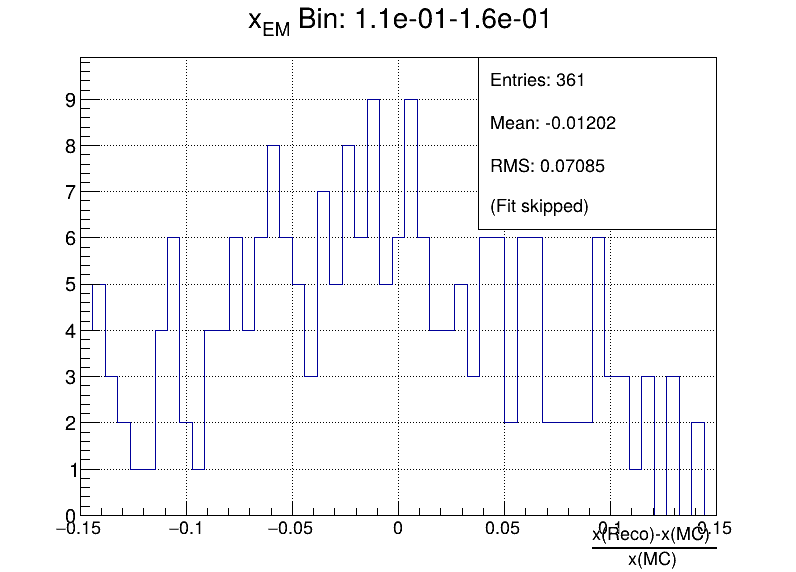 x_EM Bin: 1.1e-01-1.6e-01
Entries: 361
Mean: -0.01202
RMS: 0.07085
(Fit skipped)
9
8
7
6
5
4
3
2
1
0
−0.15 −0.1 −0.05 0 0.05 0.1 0.15
x(Reco)-x(MC)
x(MC)